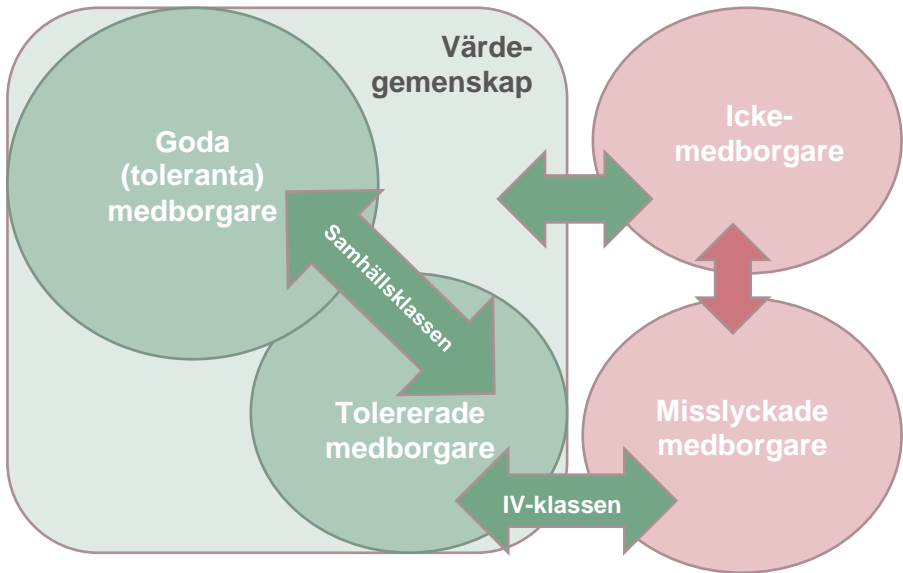 Värde-
gemenskap
Goda
(toleranta)
medborgare
Icke-
medborgare
Samhällsklassen
Tolererade
medborgare
Misslyckade
medborgare
IV-klassen